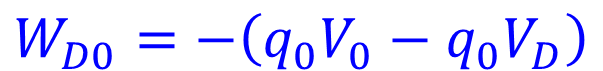 $W_{D0} = -(q_0V_0 - q_0V_D)$